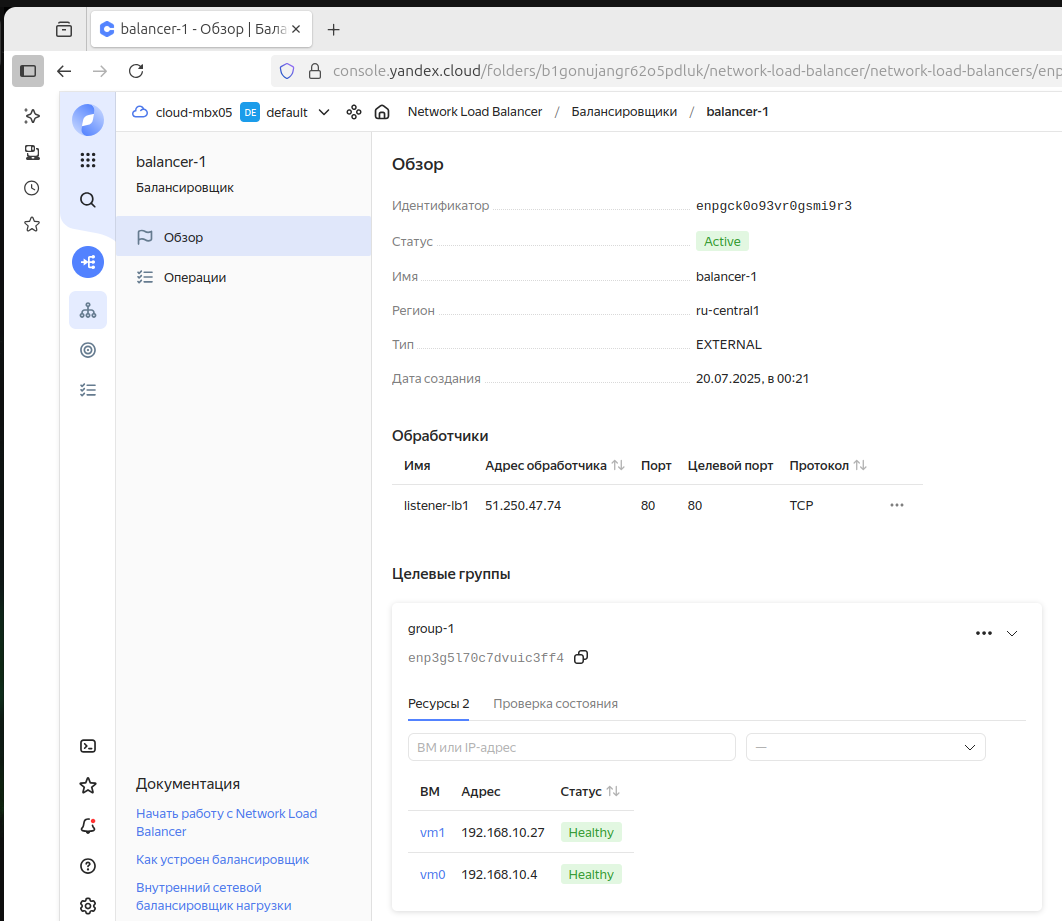 balancer-1 - Обзор | Бала
console.yandex.cloud/folders/b1gonujangr62o5pdluk/network-load-balancer/network-load-balancers/enp
cloud-mbx05 DE default Network Load Balancer / Балансировщики / balancer-1
balancer-1
Балансировщик
Обзор
Операции
Обзор
Идентификатор enpgck0o93vr0gsmi9r3
Статус Active
Имя balancer-1
Регион ru-central1
Тип EXTERNAL
Дата создания 20.07.2025, в 00:21
Обработчики
Имя Адрес обработчика Порт Целевой порт Протокол
listener-lb1 51.250.47.74 80 80 TCP
Целевые группы
group-1
enp3g5l70c7dvuic3ff4
Ресурсы 2 Проверка состояния
ВМ или IP-адрес —
ВМ Адрес Статус
vm1 192.168.10.27 Healthy
vm0 192.168.10.4 Healthy
Документация
Начать работу с Network Load
Balancer
Как устроен балансировщик
Внутренний сетевой
балансировщик нагрузки